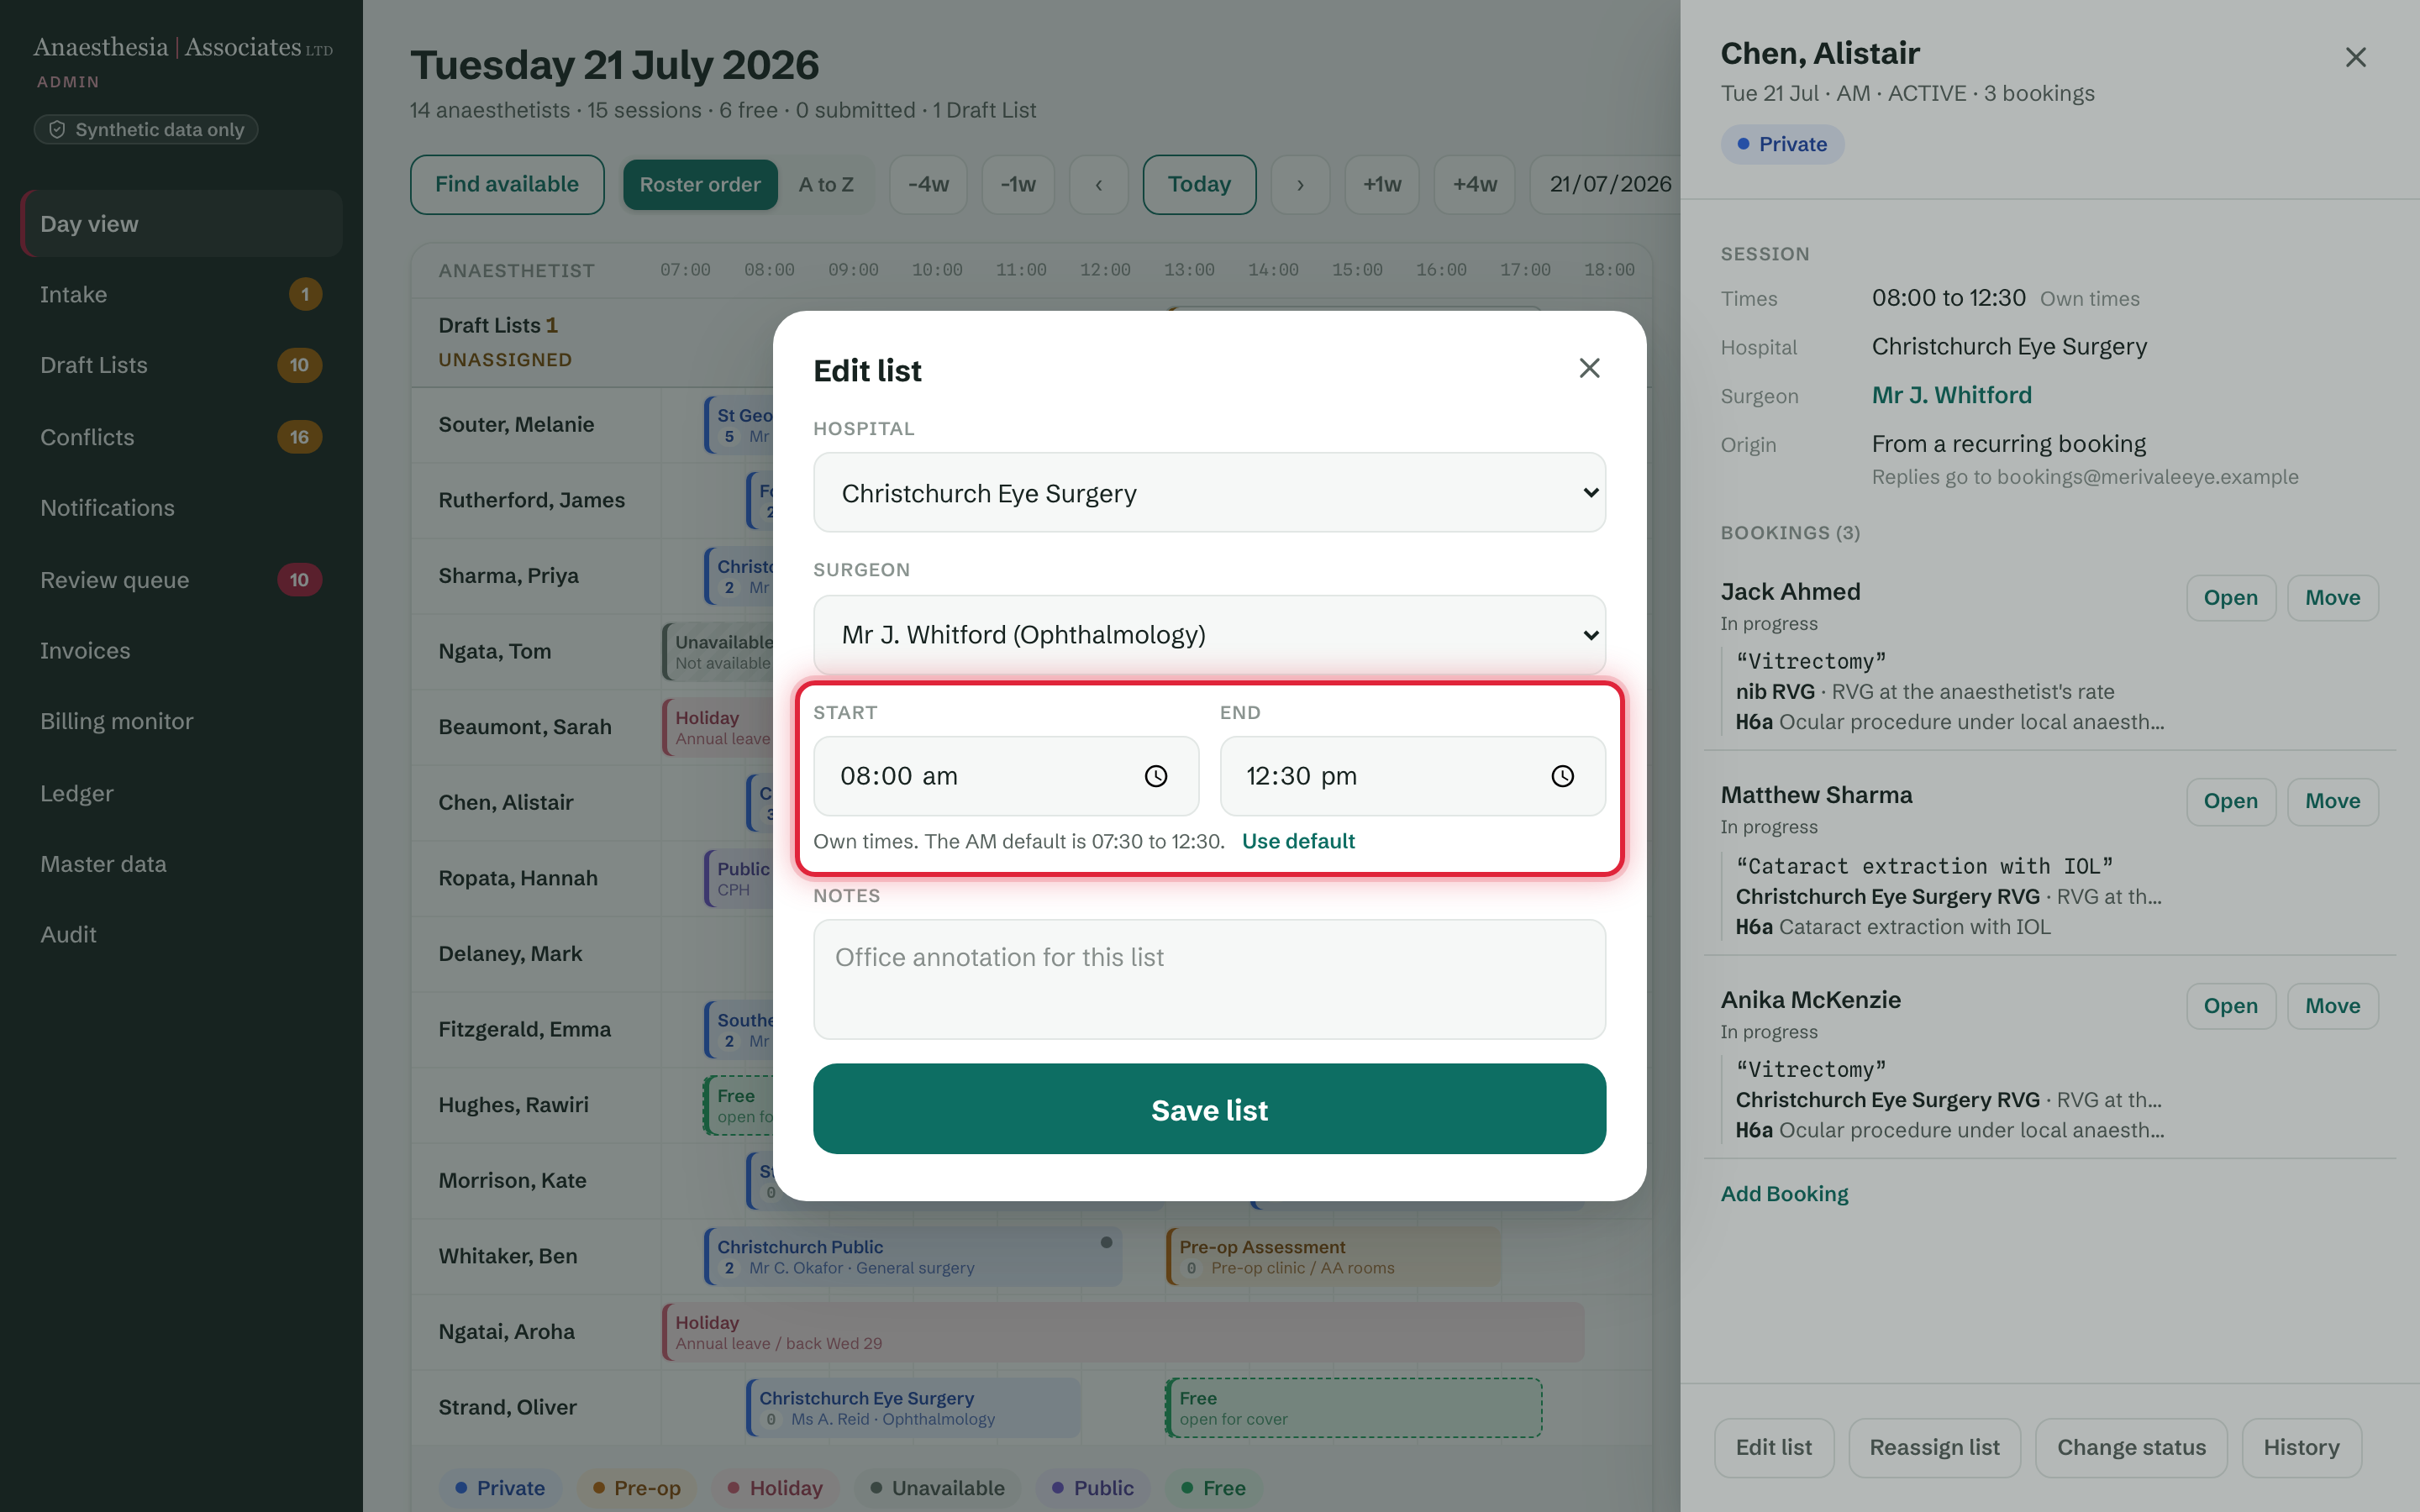 Anaesthesia | Associates LTD
ADMIN
Synthetic data only
Day view
Intake 1
Draft Lists 10
Conflicts 16
Notifications
Review queue 10
Invoices
Billing monitor
Ledger
Master data
Audit
Tuesday 21 July 2026
14 anaesthetists · 15 sessions · 6 free · 0 submitted · 1 Draft List
Find available Roster order A to Z -4w -1w ‹ Today › +1w +4w 21/07/2026
ANAESTHETIST 07:00 08:00 09:00 10:00 11:00 12:00 13:00 14:00 15:00 16:00 17:00 18:00
Draft Lists 1
UNASSIGNED
Souter, Melanie
St Geo
5 Mr
Rutherford, James
Sharma, Priya
Christc
2 Mr
Ngata, Tom
Unavailable
Not available
Beaumont, Sarah
Holiday
Annual leave
Chen, Alistair
Ropata, Hannah
Public
CPH
Delaney, Mark
Fitzgerald, Emma
Southe
2 Mr
Hughes, Rawiri
Free
open fo
Morrison, Kate
0
Whitaker, Ben
Christchurch Public
2 Mr C. Okafor · General surgery
Pre-op Assessment
0 Pre-op clinic / AA rooms
Ngatai, Aroha
Holiday
Annual leave / back Wed 29
Strand, Oliver
Christchurch Eye Surgery
0 Ms A. Reid · Ophthalmology
Free
open for cover
Private Pre-op Holiday Unavailable Public Free
Edit list
HOSPITAL
Christchurch Eye Surgery
SURGEON
Mr J. Whitford (Ophthalmology)
START END
08:00 am 12:30 pm
Own times. The AM default is 07:30 to 12:30. Use default
NOTES
Office annotation for this list
Save list
Chen, Alistair
Tue 21 Jul · AM · ACTIVE · 3 bookings
Private
SESSION
Times 08:00 to 12:30 Own times
Hospital Christchurch Eye Surgery
Surgeon Mr J. Whitford
Origin From a recurring booking
Replies go to bookings@merivaleeye.example
BOOKINGS (3)
Jack Ahmed Open Move
In progress
“Vitrectomy”
nib RVG · RVG at the anaesthetist's rate
H6a Ocular procedure under local anaesth...
Matthew Sharma Open Move
In progress
“Cataract extraction with IOL”
Christchurch Eye Surgery RVG · RVG at th...
H6a Cataract extraction with IOL
Anika McKenzie Open Move
In progress
“Vitrectomy”
Christchurch Eye Surgery RVG · RVG at th...
H6a Ocular procedure under local anaesth...
Add Booking
Edit list Reassign list Change status History